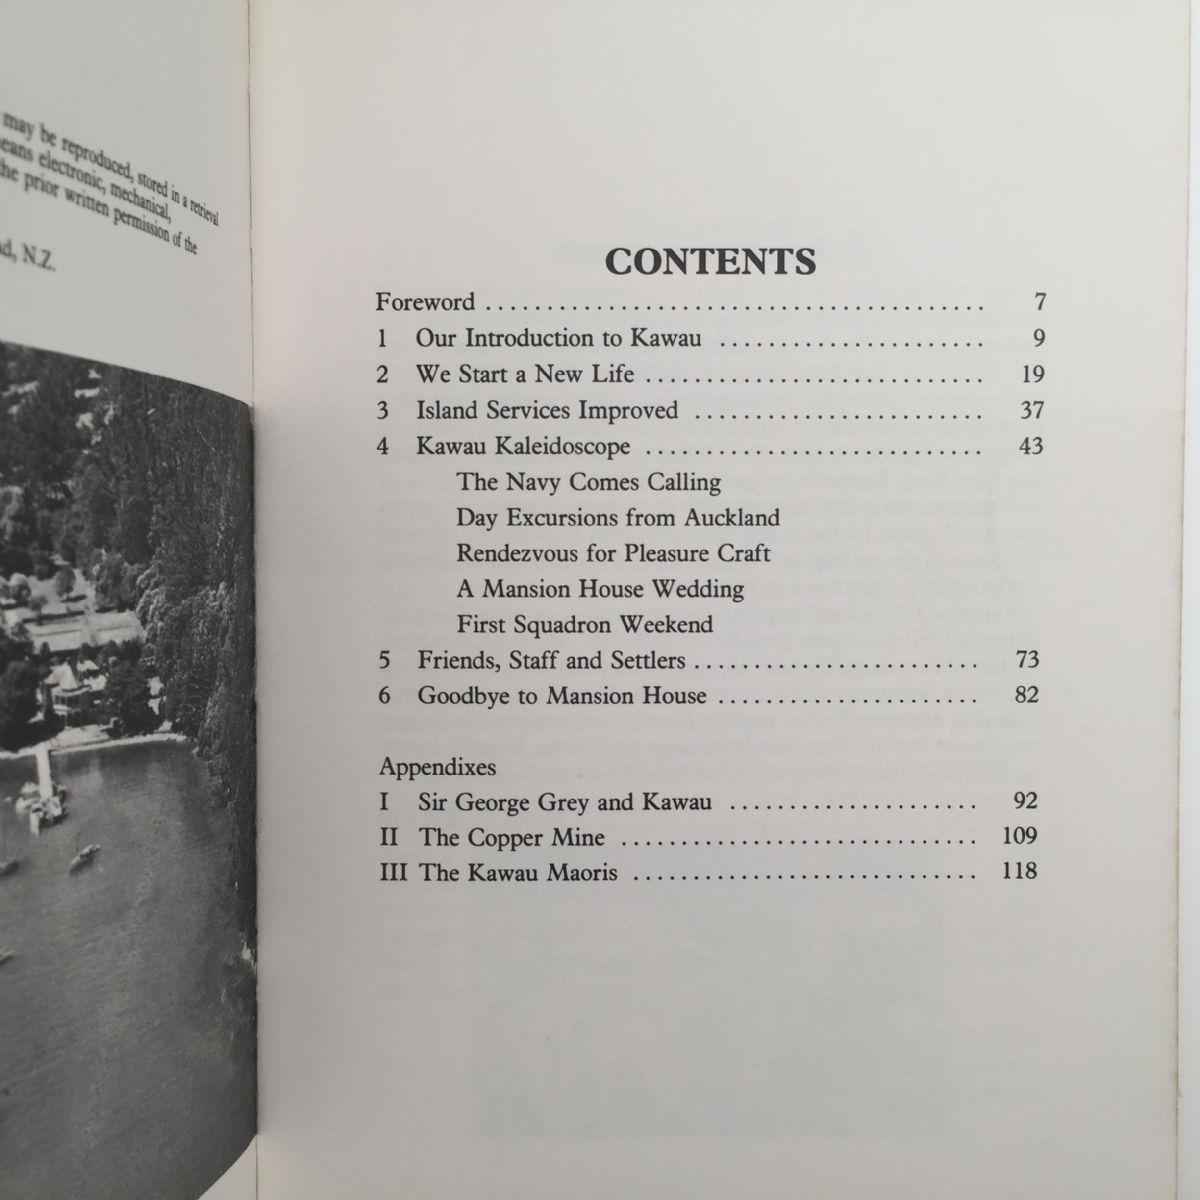 may be reproduced, stored in a retrieval
means electronic, mechanical,
the prior written permission of the
N.Z.
CONTENTS
Foreword ........................................ 7
1 Our Introduction to Kawau ...................... 9
2 We Start a New Life ............................ 19
3 Island Services Improved ........................ 37
4 Kawau Kaleidoscope ............................ 43
The Navy Comes Calling
Day Excursions from Auckland
Rendezvous for Pleasure Craft
A Mansion House Wedding
First Squadron Weekend
5 Friends, Staff and Settlers ........................ 73
6 Goodbye to Mansion House ...................... 82
Appendixes
I Sir George Grey and Kawau ..................... 92
II The Copper Mine .............................. 109
III The Kawau Maoris ............................. 118